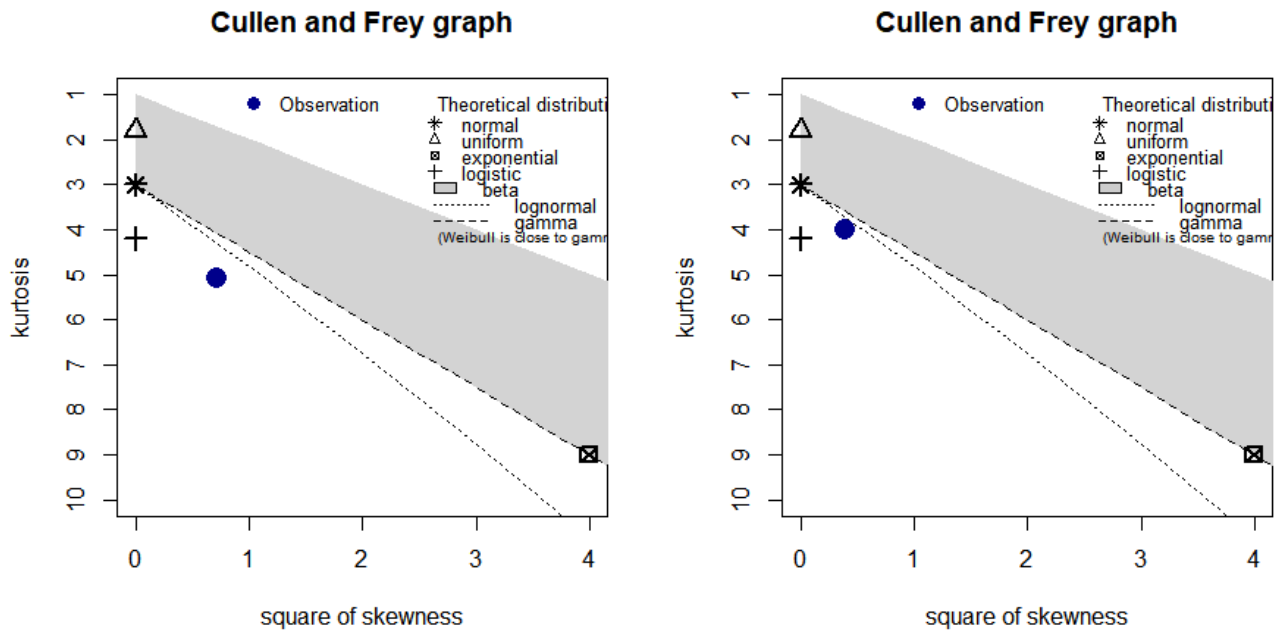 Cullen and Frey graph
Observation
Theoretical distributi
normal
uniform
exponential
logistic
beta
lognormal
gamma
(Weibull is close to gamr
kurtosis
1
2
3
4
5
6
7
8
9
10
0
1
2
3
4
square of skewness
Cullen and Frey graph
Observation
Theoretical distributi
normal
uniform
exponential
logistic
beta
lognormal
gamma
(Weibull is close to gamr
kurtosis
1
2
3
4
5
6
7
8
9
10
0
1
2
3
4
square of skewness